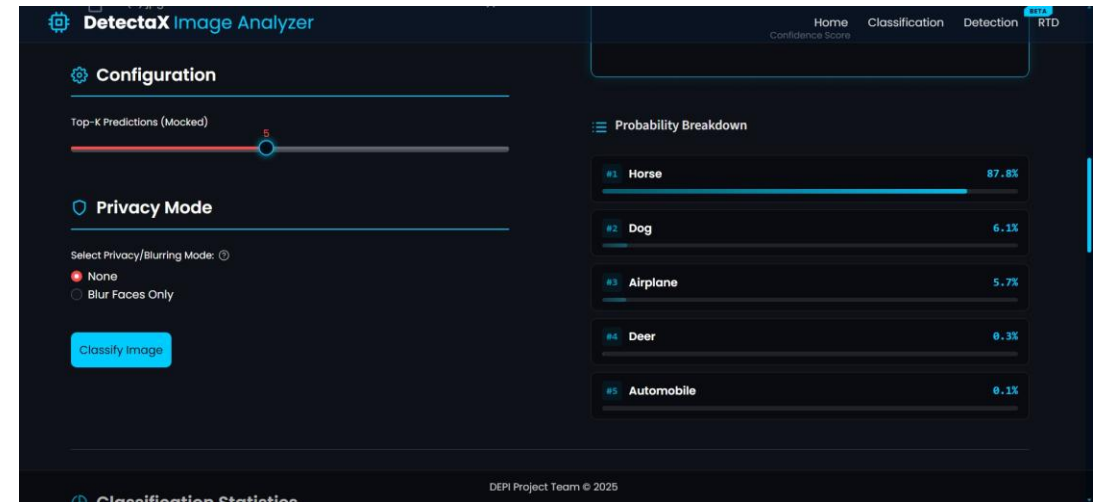 DetectaX Image Analyzer
Home
Classification
Detection
BETA
RTD
Confidence Score
Configuration
Top-K Predictions (Mocked)
5
Privacy Mode
Select Privacy/Blurring Mode:
None
Blur Faces Only
Classify Image
Probability Breakdown
#1 Horse 87.8%
#2 Dog 6.1%
#3 Airplane 5.7%
#4 Deer 0.3%
#5 Automobile 0.1%
DEPI Project Team © 2025
Classification Statistics